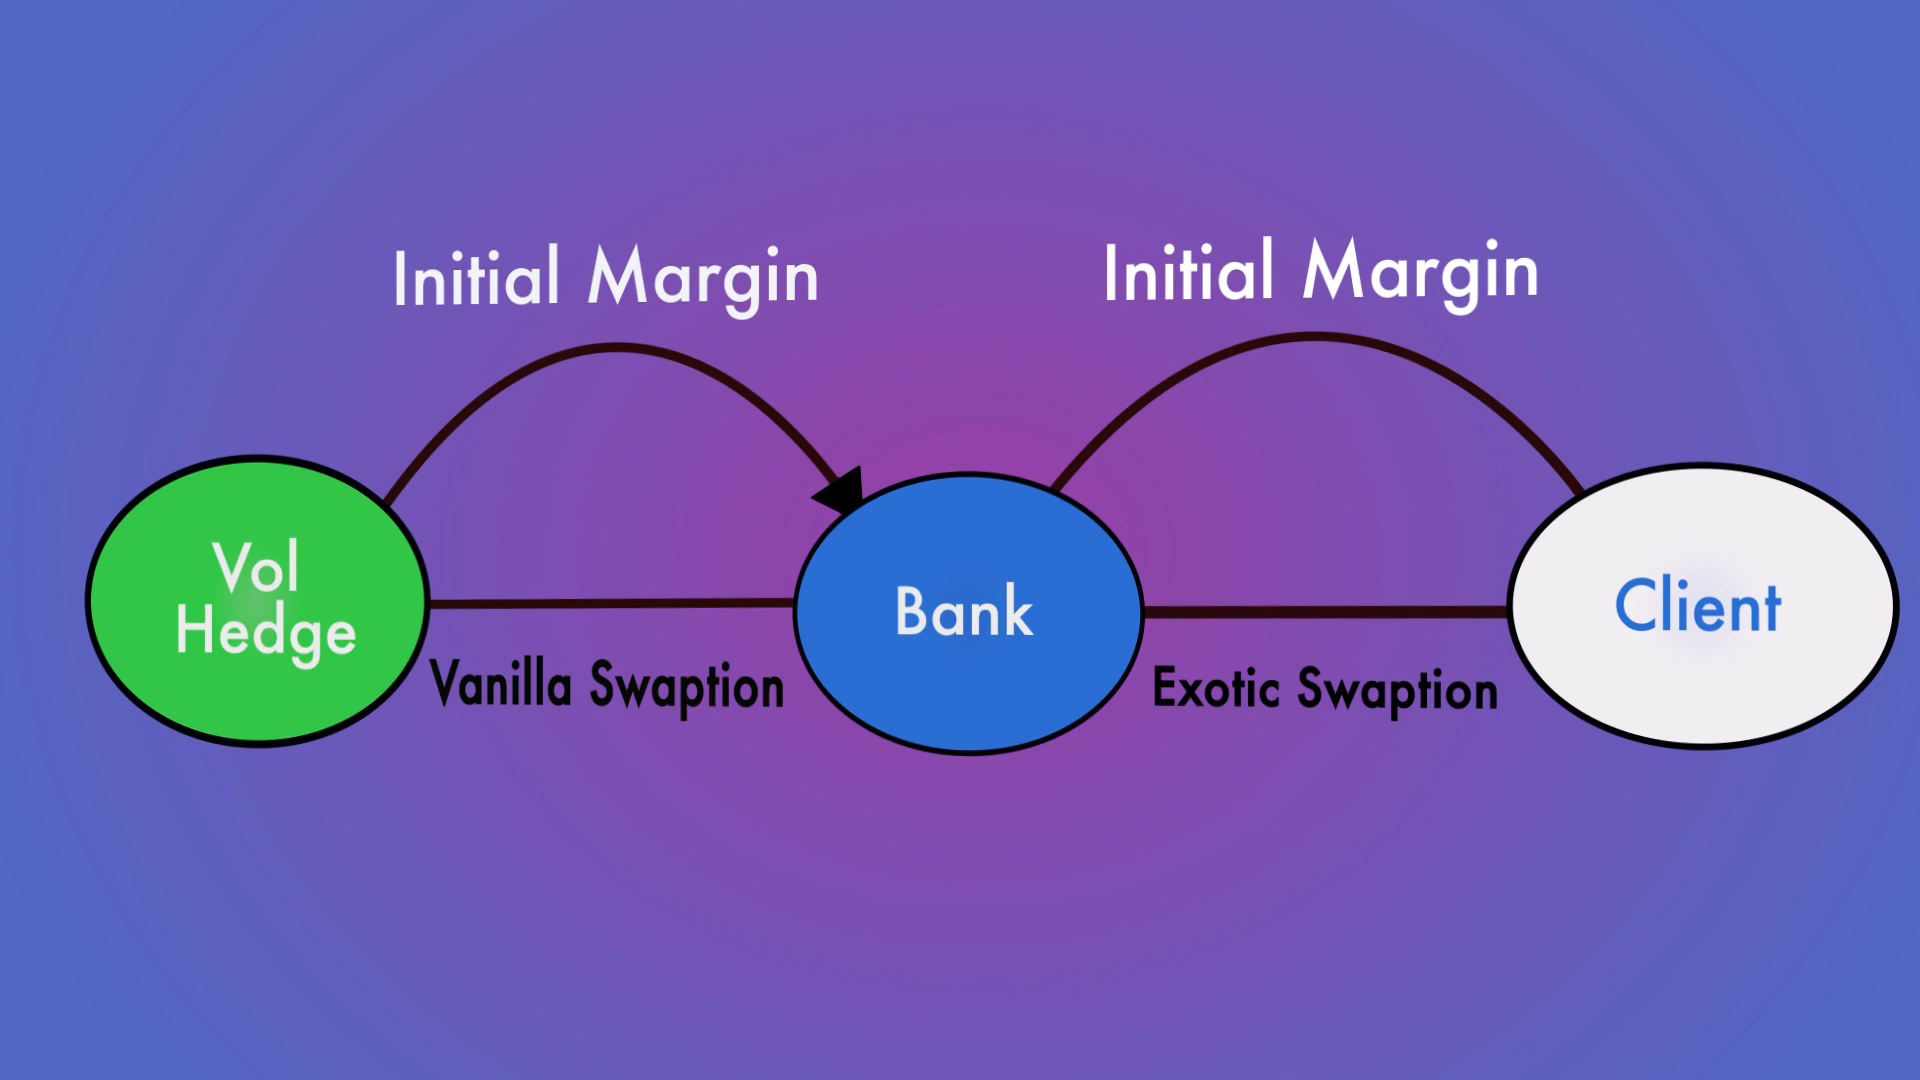 Initial Margin
Initial Margin
Vol
Hedge
Bank
Client
Vanilla Swaption
Exotic Swaption